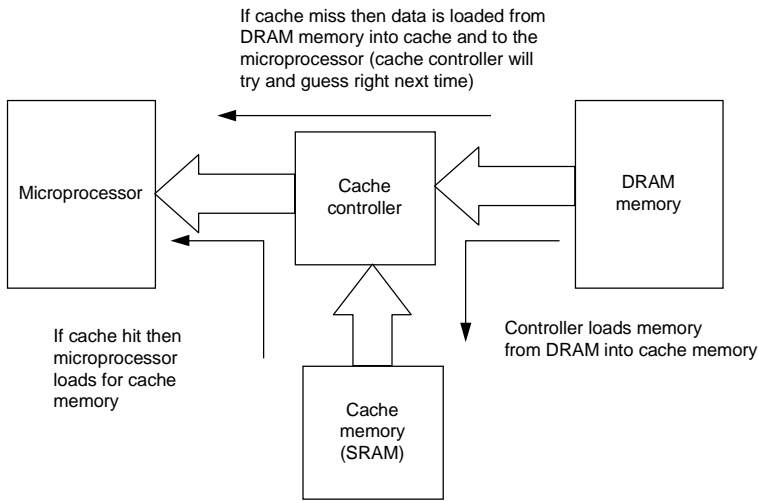 If cache miss then data is loaded from
DRAM memory into cache and to the
microprocessor (cache controller will
try and guess right next time)
Microprocessor
Cache
controller
DRAM
memory
If cache hit then
microprocessor
loads for cache
memory
Controller loads memory
from DRAM into cache memory
Cache
memory
(SRAM)